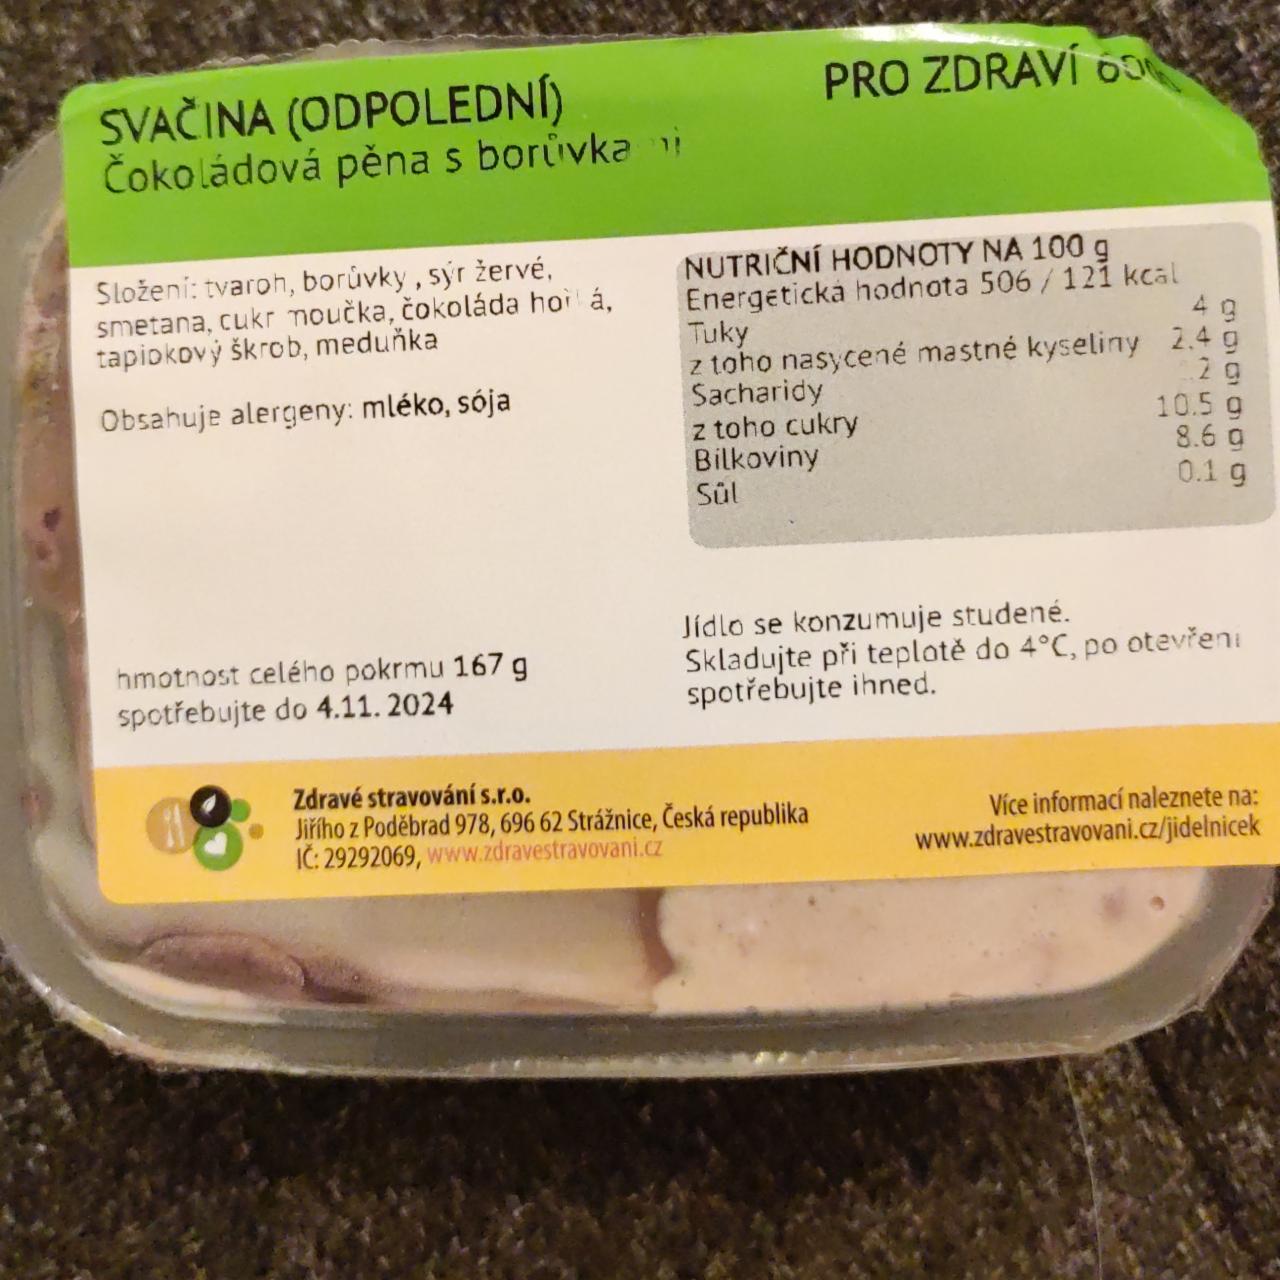 SVAČINA (ODPOLEDNÍ)
Čokoládová pěna s
PRO ZDRAVÍ
Složení: tvaroh, borůvky , sýr žervé,
smetana, cukr moučka, čokoláda
tapiokový škrob, meduňka
Obsahuje alergeny: mléko, sója
hmotnost celého pokrmu 167 g
spotřebujte do 4.11. 2024
NUTRIČNÍ HODNOTY NA 100 g
Energetická hodnota 506 / 121 kcal
Tuky 4 g
z toho nasycené mastné kyseliny 2.4 g
Sacharidy g
z toho cukry 10.5 g
Bílkoviny 8.6 g
Sůl 0.1 g
Jídlo se konzumuje studené.
Skladujte při teplotě do 4°C, po otevření
spotřebujte ihned.
Zdravé stravování s.r.o.
Jiřího z Poděbrad 978, 696 62 Strážnice, Česká republika
IČ: 29292069, www.zdravestravovani.cz
Více informací naleznete na:
www.zdravestravovani.cz/jidelnicek